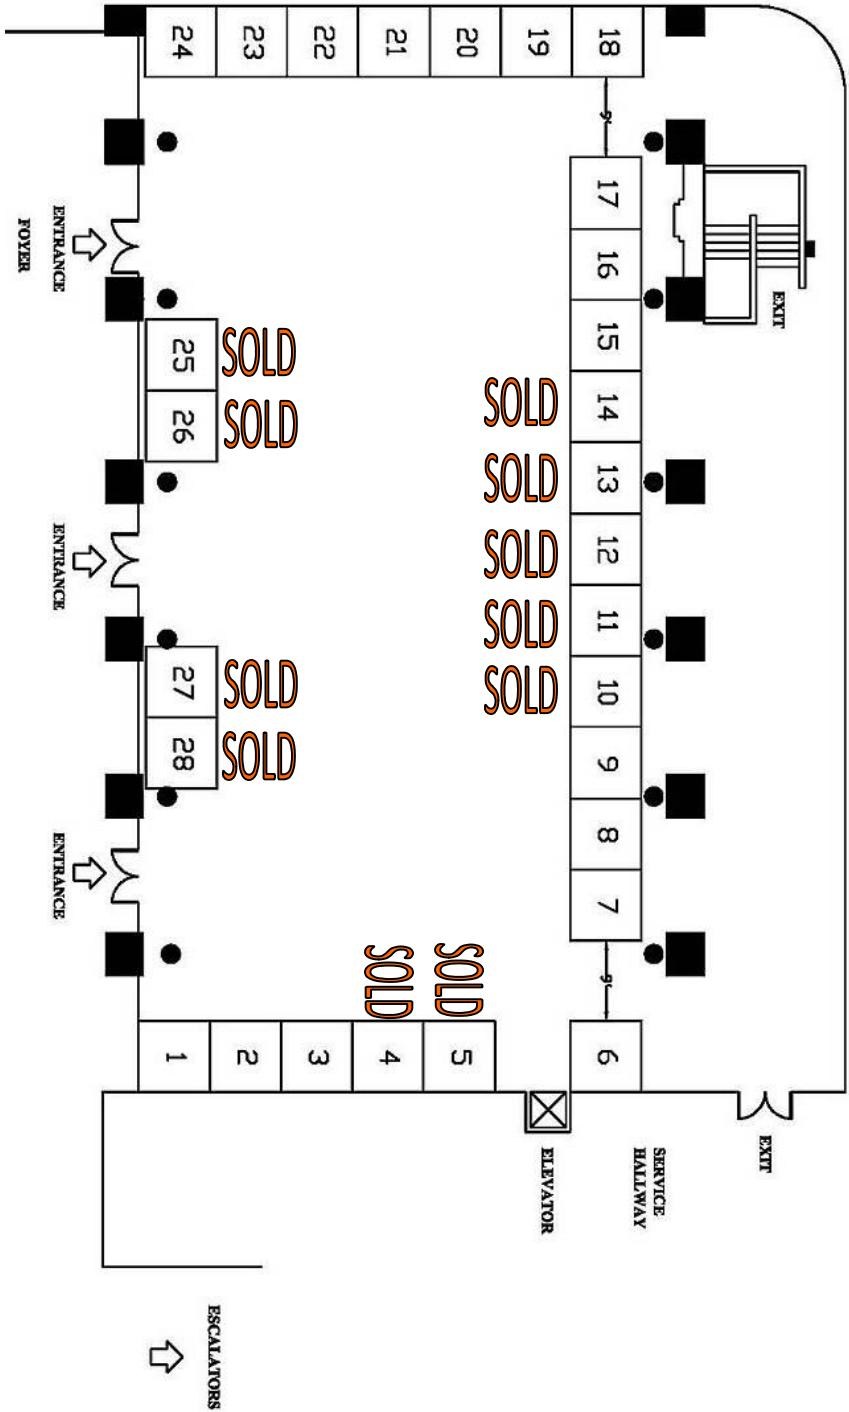 24
23
22
21
20
19
18
9'
17
16
15
14
13
12
11
10
9
8
7
9'
6
ENTRANCE
FOYER
EXIT
25
SOLD
26
SOLD
SOLD
SOLD
SOLD
SOLD
SOLD
ENTRANCE
27
SOLD
28
SOLD
ENTRANCE
SOLD
SOLD
1
2
3
4
5
ELEVATOR
SERVICE
HALLWAY
EXIT
ESCALATORS